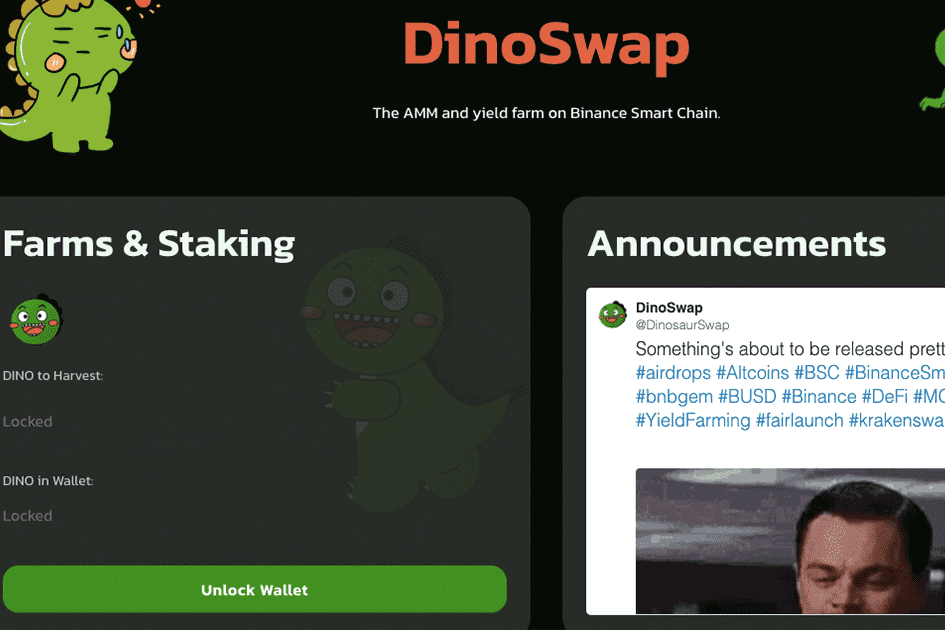 DinoSwap
The AMM and yield farm on Binance Smart Chain.
Farms & Staking
DINO to Harvest:
Locked
DINO in Wallet:
Locked
Unlock Wallet
Announcements
DinoSwap
@DinosaurSwap
Something's about to be released prett
#airdrops #Altcoins #BSC #BinanceSm
#bnbgem #BUSD #Binance #DeFi #MC
#YieldFarming #fairlaunch #krakenswa